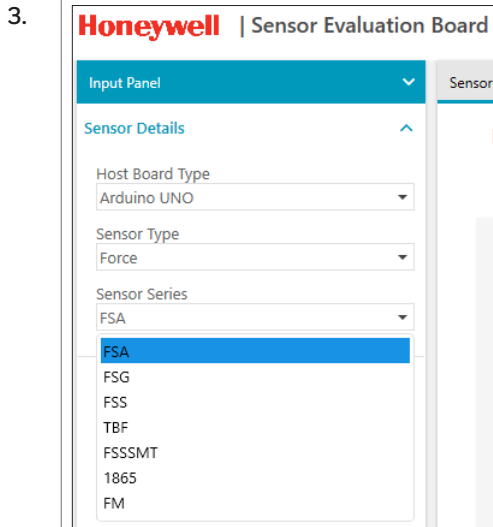 3.
Honeywell | Sensor Evaluation Board
Input Panel
Sensor
Sensor Details
Host Board Type
Arduino UNO
Sensor Type
Force
Sensor Series
FSA
FSA
FSG
FSS
TBF
FSSSMT
1865
FM